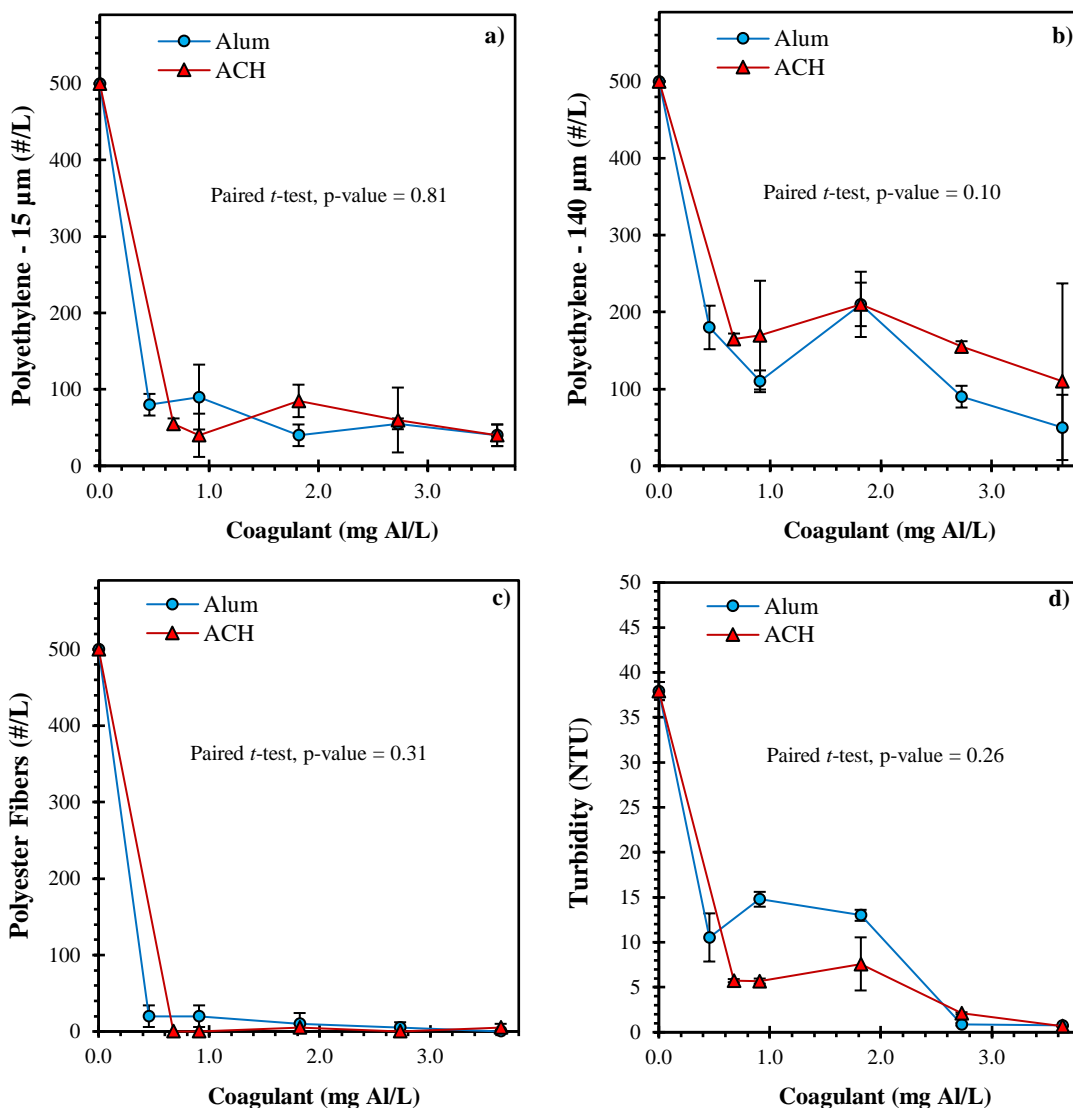 a)
Alum
ACH
Polyethylene - 15 µm (#/L)
500
400
300
200
100
0
Paired t-test, p-value = 0.81
0.0 1.0 2.0 3.0
Coagulant (mg Al/L)
b)
Alum
ACH
Polyethylene - 140 µm (#/L)
500
400
300
200
100
0
Paired t-test, p-value = 0.10
0.0 1.0 2.0 3.0
Coagulant (mg Al/L)
c)
Alum
ACH
Polyester Fibers (#/L)
500
400
300
200
100
0
Paired t-test, p-value = 0.31
0.0 1.0 2.0 3.0
Coagulant (mg Al/L)
d)
Alum
ACH
Turbidity (NTU)
50
45
40
35
30
25
20
15
10
5
0
Paired t-test, p-value = 0.26
0.0 1.0 2.0 3.0
Coagulant (mg Al/L)